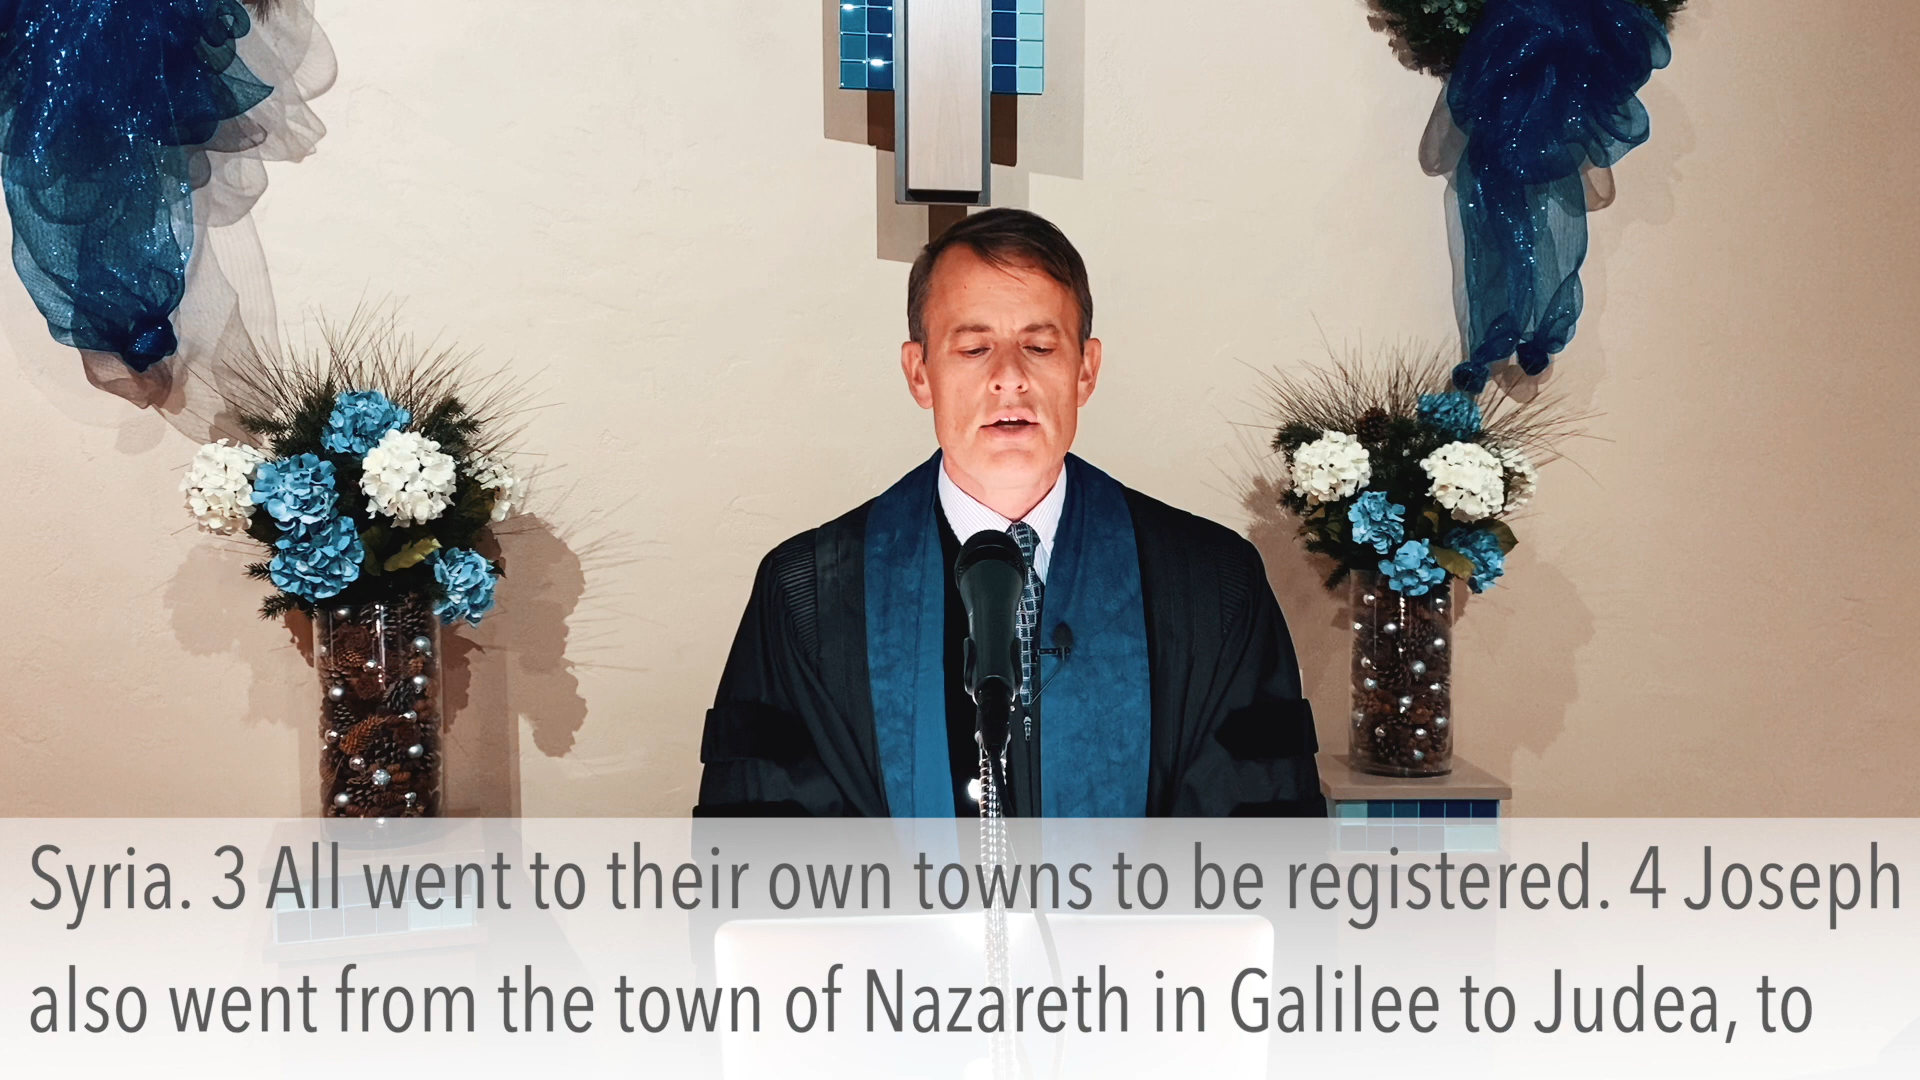 Syria. 3 All went to their own towns to be registered. 4 Joseph
also went from the town of Nazareth in Galilee to Judea, to